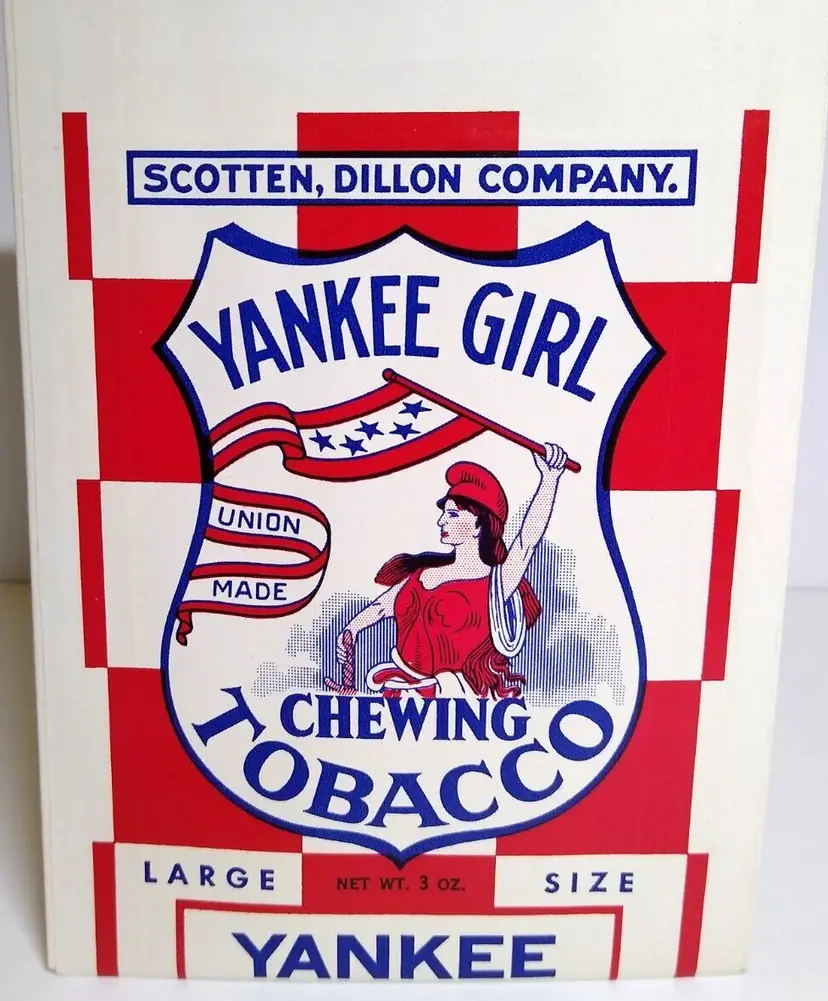 SCOTTEN, DILLON COMPANY.
YANKEE GIRL
UNION
MADE
CHEWING
TOBACCO
LARGE NET WT. 3 OZ. SIZE
YANKEE